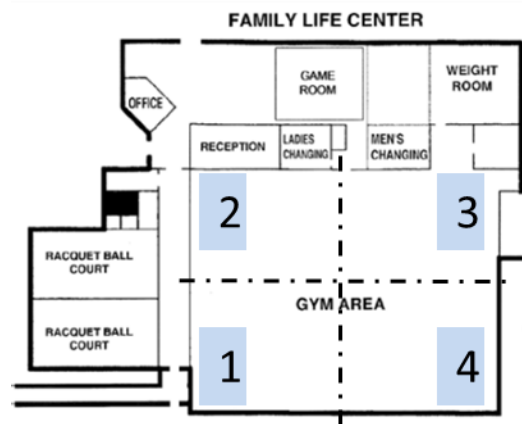 FAMILY LIFE CENTER
GAME
ROOM
WEIGHT
ROOM
OFFICE
RECEPTION
LADIES
CHANGING
MEN'S
CHANGING
2
3
RACQUET BALL
COURT
GYM AREA
RACQUET BALL
COURT
1
4